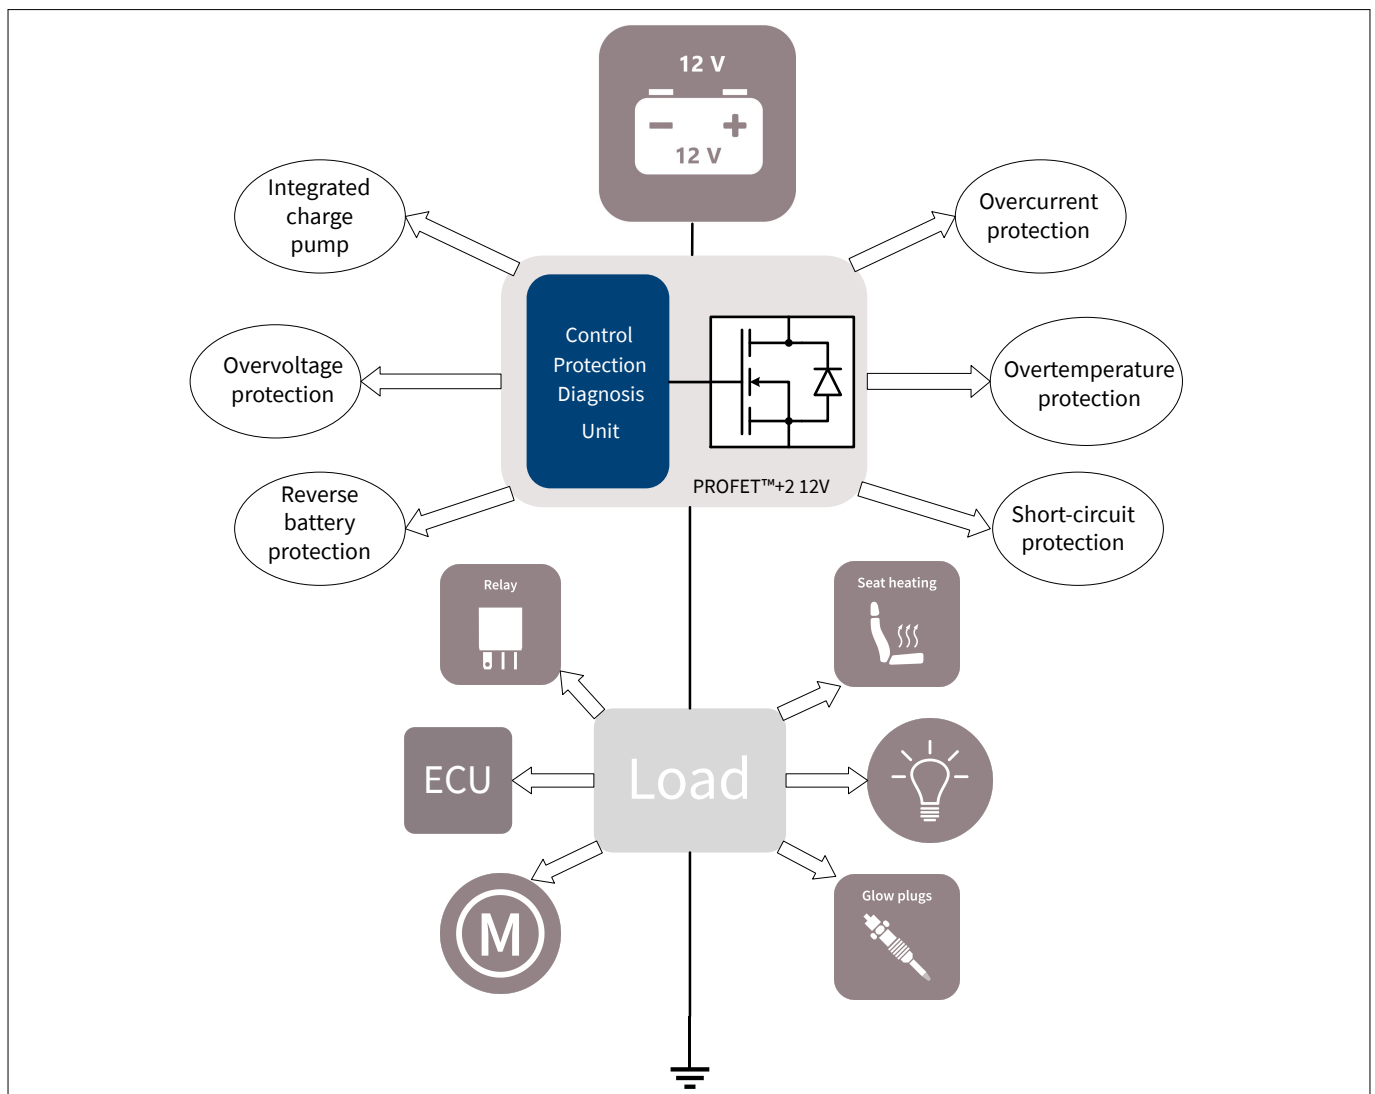 12 V
12 V
Integrated
charge
pump
Overcurrent
protection
Control
Protection
Diagnosis
Unit
Overvoltage
protection
Overtemperature
protection
PROFET™+2 12V
Reverse
battery
protection
Short-circuit
protection
Relay
Seat heating
ECU
Load
M
Glow plugs